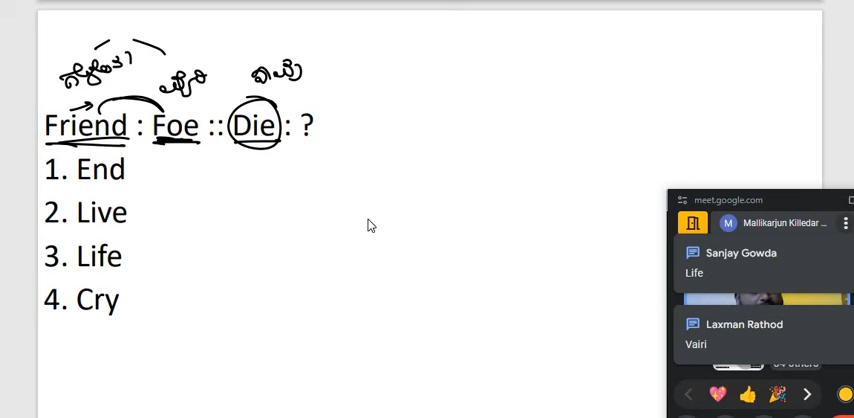 Friend : Foe :: Die : ?
1. End
2. Live
3. Life
4. Cry
meet.google.com
M Mallikarjun Killedar ...
Sanjay Gowda
Life
Laxman Rathod
Vairi